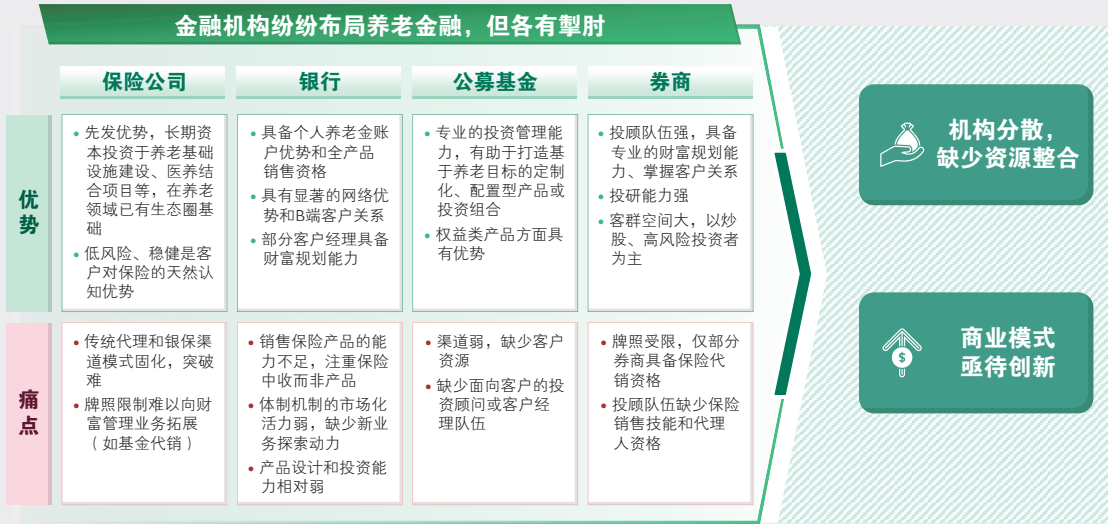 金融机构纷纷布局养老金融，但各有掣肘
保险公司
银行
公募基金
券商
优势
• 先发优势，长期资
本投资于养老基础
设施建设、医养结
合项目等，在养老
领域已有生态圈基
础
• 低风险、稳健是客
户对保险的天然认
知优势
• 具备个人养老金账
户优势和全产品
销售资格
• 具有显著的网络优
势和B端客户关系
• 部分客户经理具备
财富规划能力
• 专业的投资管理能
力，有助于打造基
于养老目标的定制
化、配置型产品或
投资组合
• 权益类产品方面具
有优势
• 投顾队伍强，具备
专业的财富规划能
力、掌握客户关系
• 投研能力强
• 客群空间大，以炒
股、高风险投资者
为主
痛点
• 传统代理和银保渠
道模式固化，突破
难
• 牌照限制难以向财
富管理业务拓展
（如基金代销）
• 销售保险产品的能
力不足，注重保险
中收而非产品
• 体制机制的市场化
活力弱，缺少新业
务探索动力
• 产品设计和投资能
力相对弱
• 渠道弱，缺少客户
资源
• 缺少面向客户的投
资顾问或客户经
理队伍
• 牌照受限，仅部分
券商具备保险代
销资格
• 投顾队伍缺少保险
销售技能和代理
人资格
机构分散，
缺少资源整合
$
商业模式
亟待创新